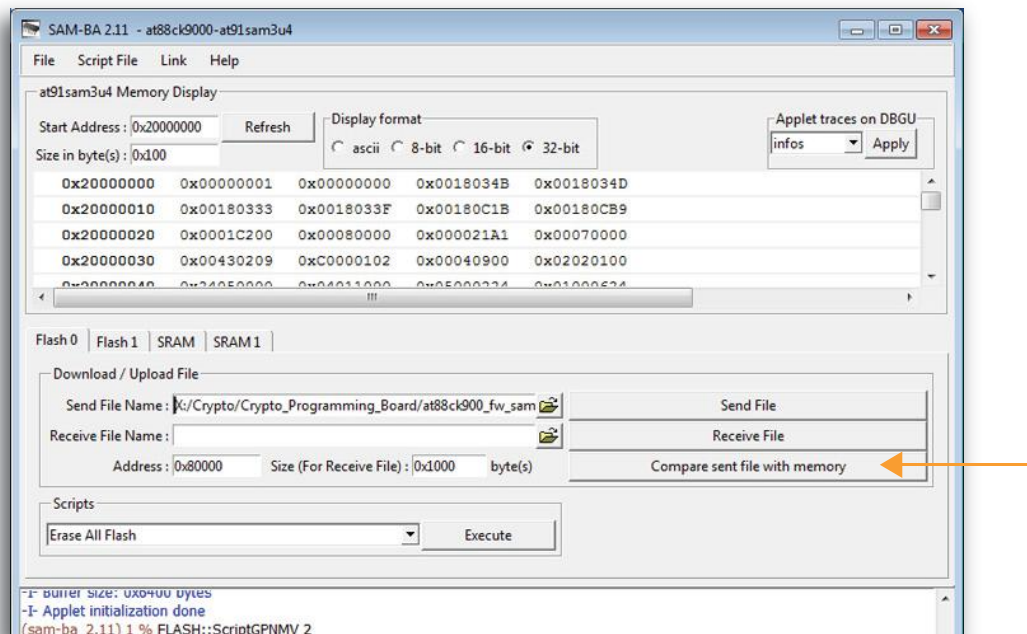 SAM-BA 2.11 - at88ck9000-at91sam3u4
File Script File Link Help
at91sam3u4 Memory Display
Start Address : 0x20000000 Refresh Display format Applet traces on DBGU
Size in byte(s) : 0x100 ascii 8-bit 16-bit 32-bit infos Apply
0x20000000 0x00000001 0x00000000 0x0018034B 0x0018034D
0x20000010 0x00180333 0x0018033F 0x00180C1B 0x00180CB9
0x20000020 0x0001C200 0x00080000 0x000021A1 0x00070000
0x20000030 0x00430209 0xC0000102 0x00040900 0x02020100
Flash 0 Flash 1 SRAM SRAM 1
Download / Upload File
Send File Name : X:/Crypto/Crypto_Programming_Board/at88ck900_fw_sam Send File
Receive File Name : Receive File
Address : 0x80000 Size (For Receive File) : 0x1000 byte(s) Compare sent file with memory
Scripts
Erase All Flash Execute
-I- Buffer size: 0x6400 bytes
-I- Applet initialization done
(sam-ba_2.11) 1 % FLASH::ScriptGPNMV 2